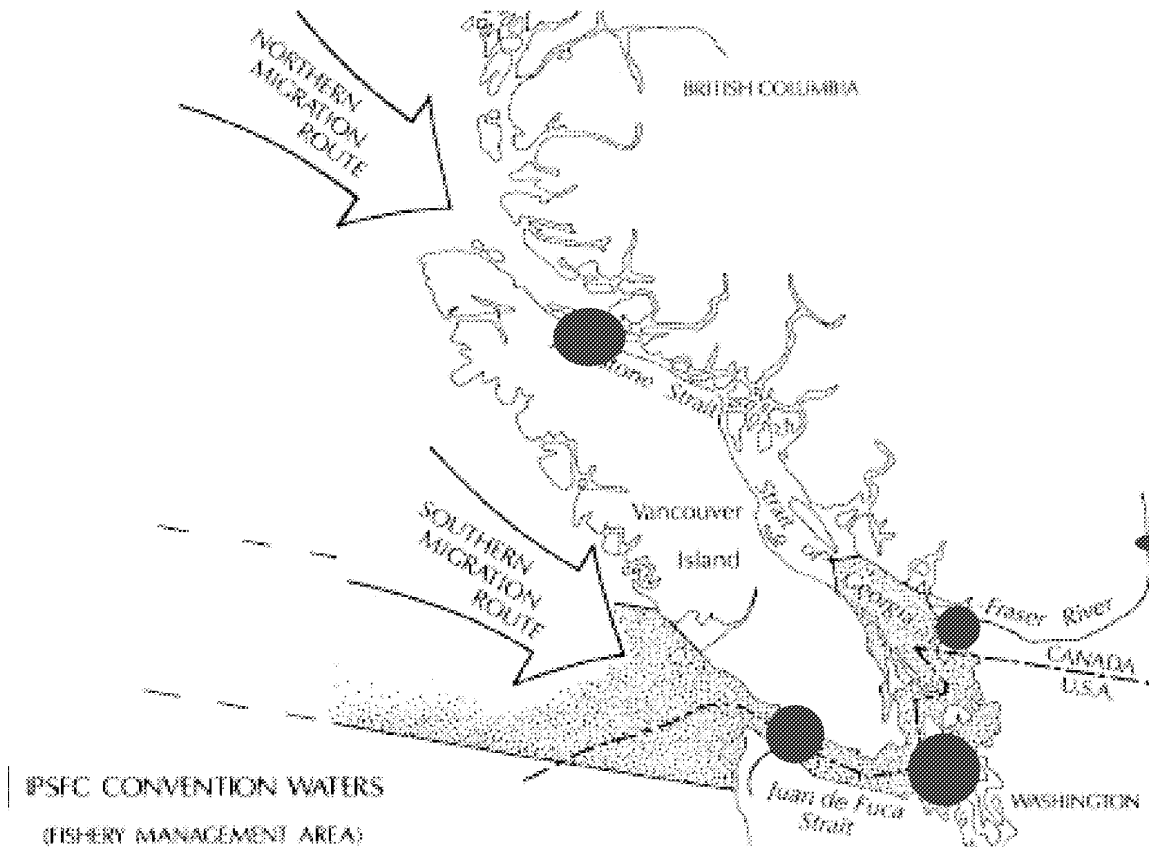 NORTHERN
MIGRATION
ROUTE
BRITISH COLUMBIA
tone Strait
Vancouver
Island
Strait of
Georgia
SOUTHERN
MIGRATION
ROUTE
Fraser River
CANADA
U.S.A.
Juan de Fuca
Strait
WASHINGTON
IPSFC CONVENTION WATERS
(FISHERY MANAGEMENT AREA)